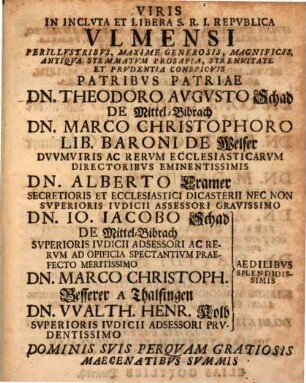 VIRIS
IN INCLVTA ET LIBERA S. R. I. REPVBLICA
VLMENSI
PERILLVSTRIBVS, MAXIME GENEROSIS, MAGNIFICIS,
ANTIQVA STEMMATVM PROSAPIA, STRENVITATE
ET PRVDENTIA CONSPICVIS
PATRIBVS PATRIAE
DN. THEODORO AVGVSTO Schad
DE Mittel-Bibrach
DN. MARCO CHRISTOPHORO
LIB. BARONI DE Welser
DVVMVIRIS AC RERVM ECCLESIASTICARVM
DIRECTORIBVS EMINENTISSIMIS
DN. ALBERTO Cramer
SECRETIORIS ET ECCLESIASTICI DICASTERII NEC NON
SVPERIORIS IVDICII ASSESSORI GRAVISSIMO
DN. IO. IACOBO Schad
DE Mittel-Bibrach
SVPERIORIS IVDICII ADSESSORI AC RE
RVM AD OPIFICIA SPECTANTIVM PRAE-
FECTO MERITISSIMO
DN. MARCO CHRISTOPH.
Besserer A Thalfingen
DN. VVALTH. HENR. Kolb
SVPERIORIS IVDICII ADSESSORI PRV-
DENTISSIMO
AEDILIBVS
SPLENDIDIS-
SIMIS
DOMINIS SVIS PERQVAM GRATIOSIS
MAECENATIBVS SVMMIS